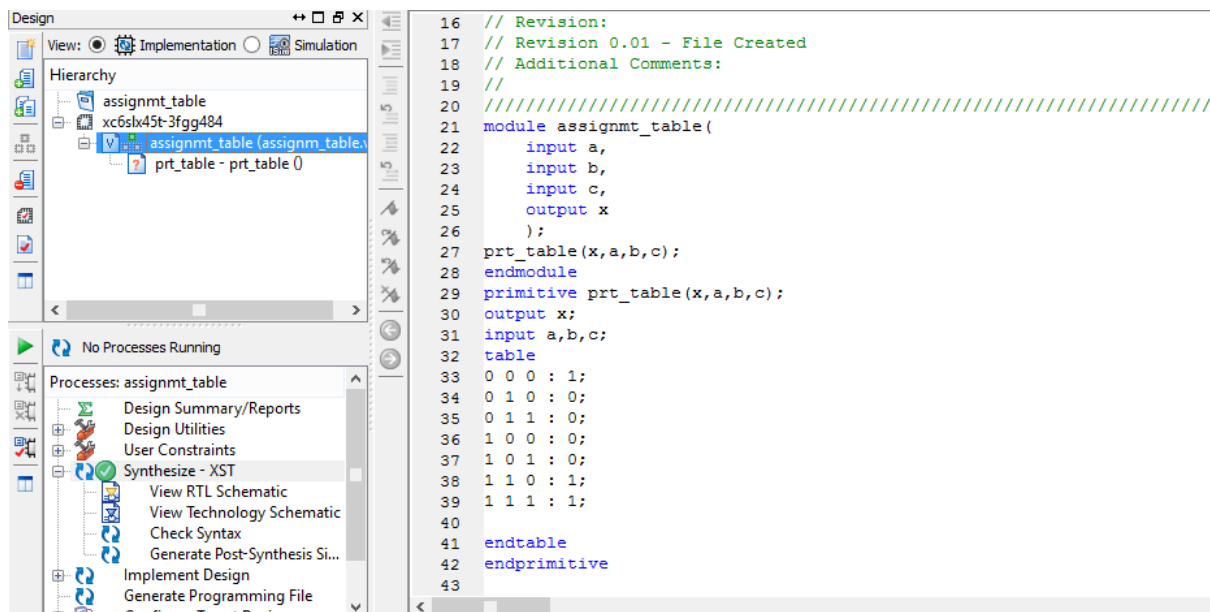 Design
View: Implementation Simulation
Hierarchy
assignmt_table
xc6slx45t-3fgg484
assignmt_table (assignm_table.v
prt_table - prt_table ()
No Processes Running
Processes: assignmt_table
Design Summary/Reports
Design Utilities
User Constraints
Synthesize - XST
View RTL Schematic
View Technology Schematic
Check Syntax
Generate Post-Synthesis Si...
Implement Design
Generate Programming File
16 // Revision:
17 // Revision 0.01 - File Created
18 // Additional Comments:
19 //
20 //////////////////////////////////////////////////////////////////////
21 module assignmt_table(
22 input a,
23 input b,
24 input c,
25 output x
26 );
27 prt_table(x,a,b,c);
28 endmodule
29 primitive prt_table(x,a,b,c);
30 output x;
31 input a,b,c;
32 table
33 0 0 0 : 1;
34 0 1 0 : 0;
35 0 1 1 : 0;
36 1 0 0 : 0;
37 1 0 1 : 0;
38 1 1 0 : 1;
39 1 1 1 : 1;
40
41 endtable
42 endprimitive
43